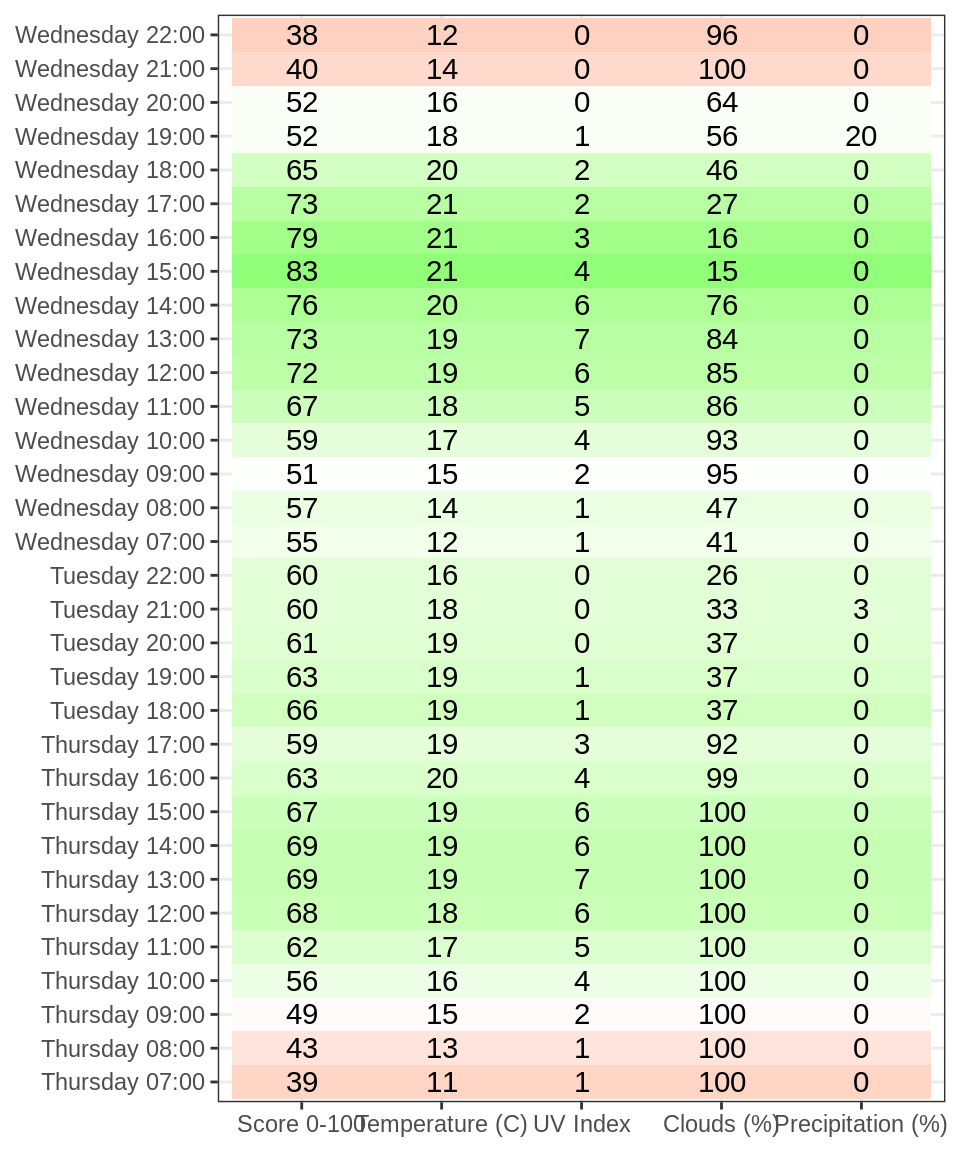 Wednesday 22:00 38 12 0 96 0
Wednesday 21:00 40 14 0 100 0
Wednesday 20:00 52 16 0 64 0
Wednesday 19:00 52 18 1 56 20
Wednesday 18:00 65 20 2 46 0
Wednesday 17:00 73 21 2 27 0
Wednesday 16:00 79 21 3 16 0
Wednesday 15:00 83 21 4 15 0
Wednesday 14:00 76 20 6 76 0
Wednesday 13:00 73 19 7 84 0
Wednesday 12:00 72 19 6 85 0
Wednesday 11:00 67 18 5 86 0
Wednesday 10:00 59 17 4 93 0
Wednesday 09:00 51 15 2 95 0
Wednesday 08:00 57 14 1 47 0
Wednesday 07:00 55 12 1 41 0
Tuesday 22:00 60 16 0 26 0
Tuesday 21:00 60 18 0 33 3
Tuesday 20:00 61 19 0 37 0
Tuesday 19:00 63 19 1 37 0
Tuesday 18:00 66 19 1 37 0
Thursday 17:00 59 19 3 92 0
Thursday 16:00 63 20 4 99 0
Thursday 15:00 67 19 6 100 0
Thursday 14:00 69 19 6 100 0
Thursday 13:00 69 19 7 100 0
Thursday 12:00 68 18 6 100 0
Thursday 11:00 62 17 5 100 0
Thursday 10:00 56 16 4 100 0
Thursday 09:00 49 15 2 100 0
Thursday 08:00 43 13 1 100 0
Thursday 07:00 39 11 1 100 0
Score 0-100 Temperature (C) UV Index Clouds (%) Precipitation (%)